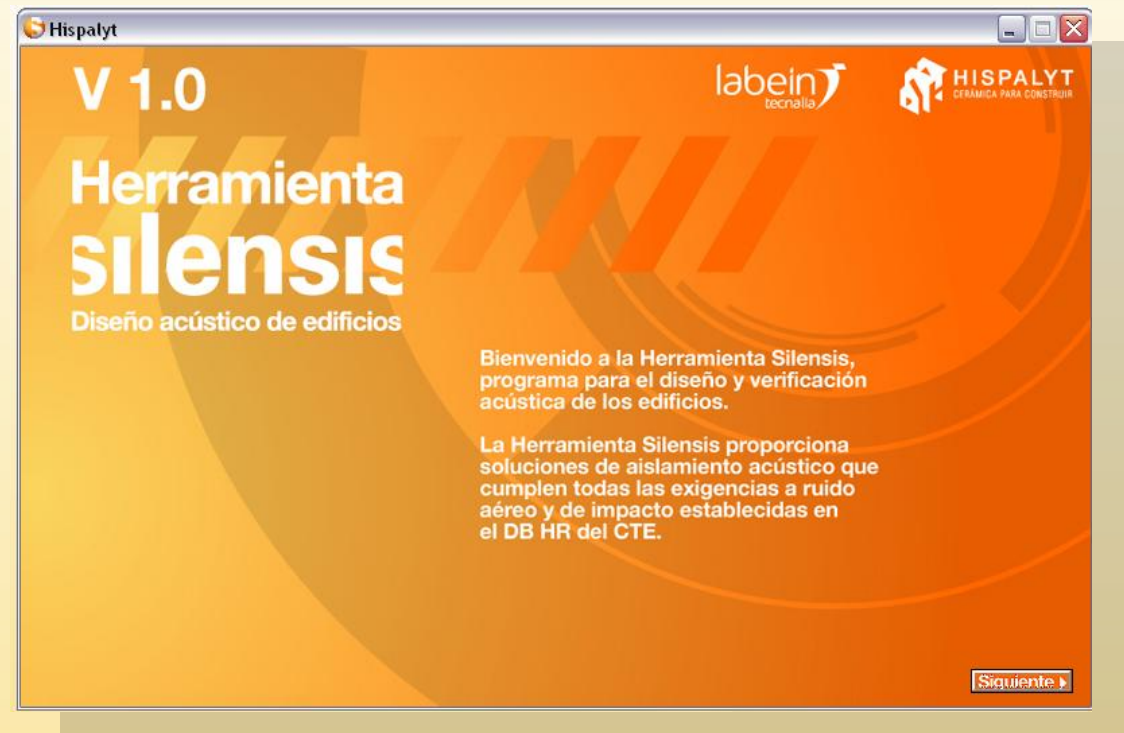 Hispalyt
V 1.0
labein
tecnalia
HISPALYT
CERÁMICA PARA CONSTRUIR
Herramienta
sılensıs
Diseño acústico de edificios
Bienvenido a la Herramienta Silensis,
programa para el diseño y verificación
acústica de los edificios.
La Herramienta Silensis proporciona
soluciones de aislamiento acústico que
cumplen todas las exigencias a ruido
aéreo y de impacto establecidas en
el DB HR del CTE.
Siguiente